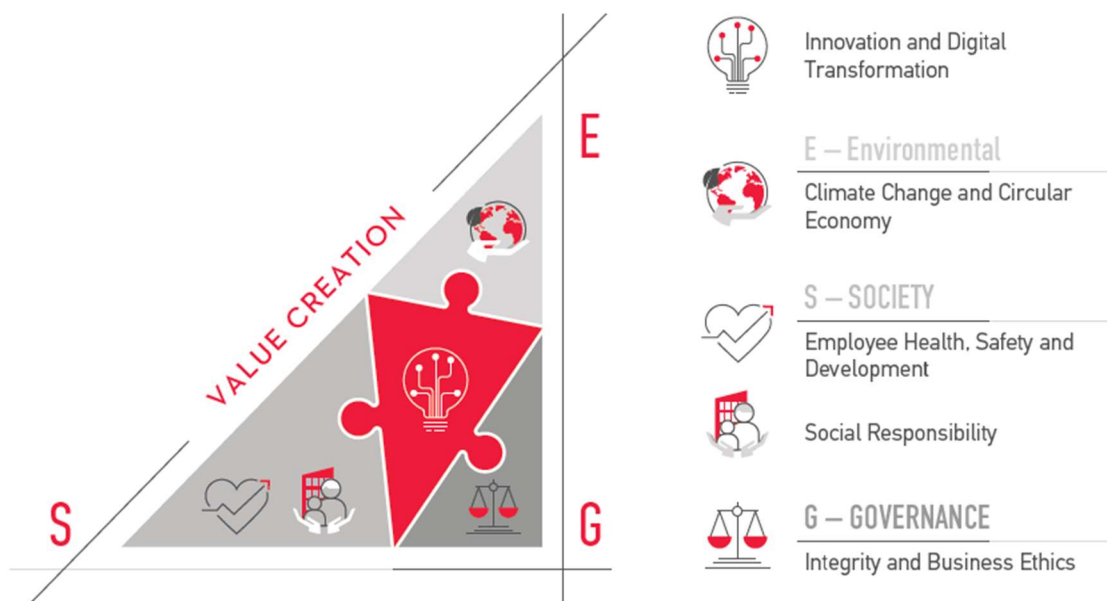 E
VALUE CREATION
S
G
Innovation and Digital
Transformation
E – Environmental
Climate Change and Circular
Economy
S – SOCIETY
Employee Health, Safety and
Development
Social Responsibility
G – GOVERNANCE
Integrity and Business Ethics